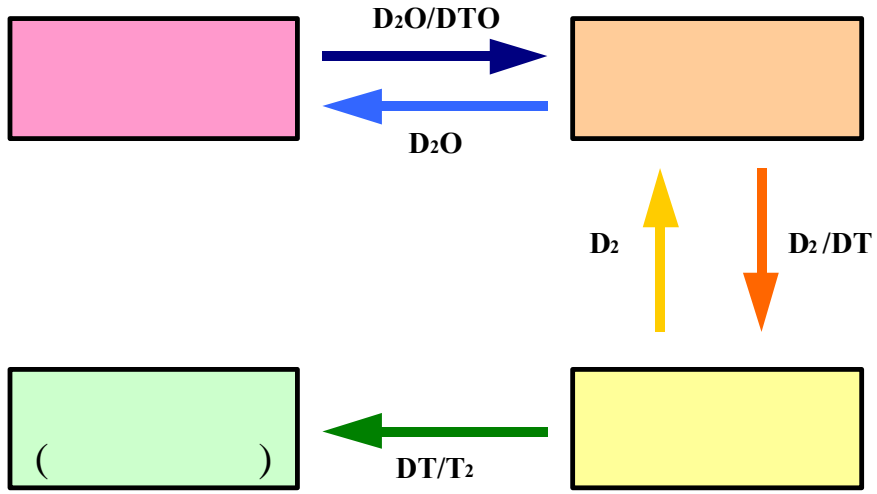 D₂O/DTO
D₂O
D₂
D₂ /DT
( )
DT/T₂